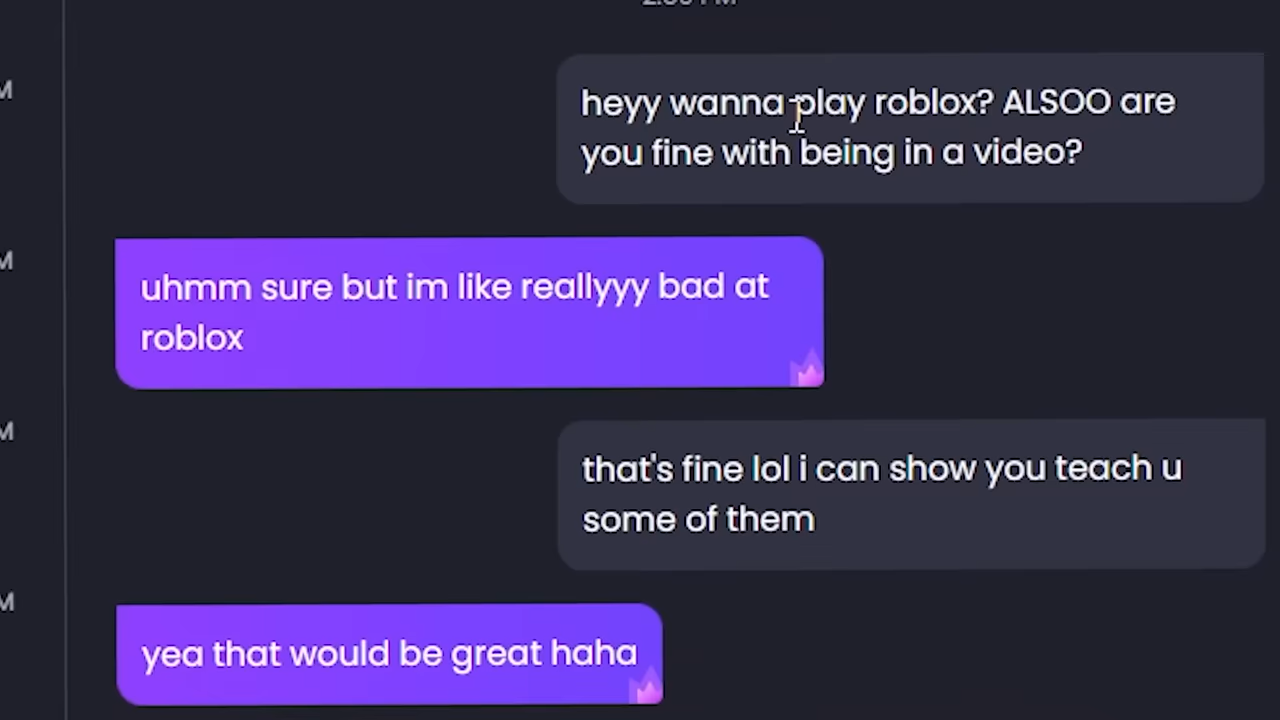 heyy wanna play roblox? ALSOO are
you fine with being in a video?
uhmm sure but im like reallyyy bad at
roblox
that's fine lol i can show you teach u
some of them
yea that would be great haha